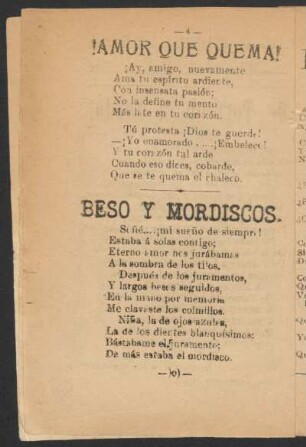 — 4 —
!AMOR QUE QUEMA!
¡Ay, amigo, nuevamente
Ama tu espíritu ardiente,
Con insensata pasión;
No la define tu mente
Más late en tu corazón.
Tú protesta ¡Dios te guarde!
—¡Yo enamorado ....¡Embeleco!
Y tu corazón tal arde
Cuando eso dices, cobarde,
Que se te quema el chaleco.
BESO Y MORDISCOS.
Soñé...¡mi sueño de siempre!
Estaba á solas contigo;
Eterno amor nos jurábamos
A la sombra de los tilos,
Después de los juramentos,
Y largos besos seguidos,
En la mano por memoria
Me clavaste los colmillos.
Niña, la de ojos azules,
La de los dientes blanquísimos:
Bástabame el juramento;
De más estaba el mordisco.